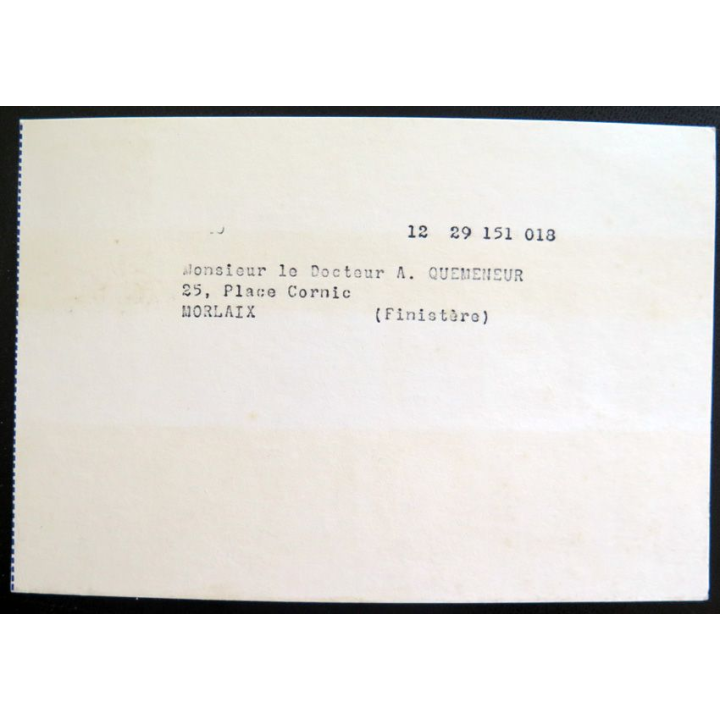 12 29 151 018
Monsieur le Docteur A. QUEMENEUR
25, Place Cornic
MORLAIX (Finistère)